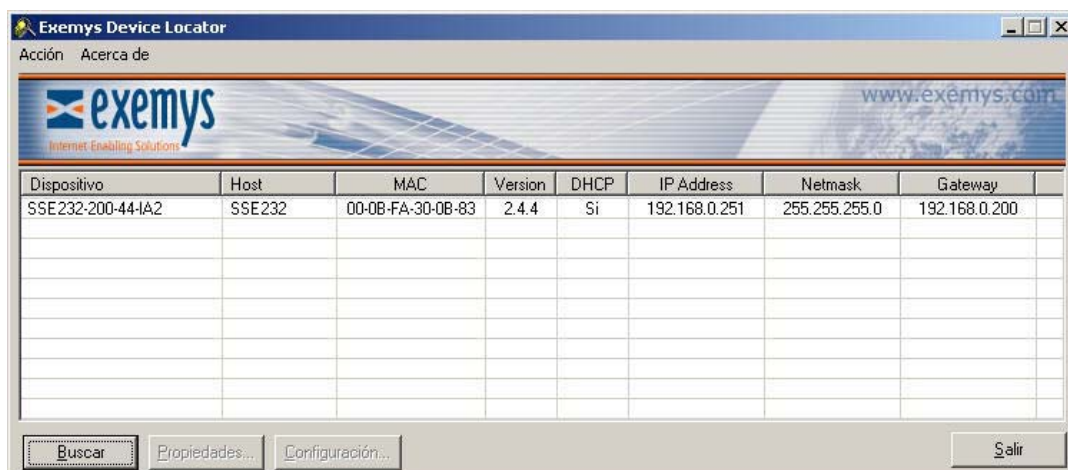 Exemys Device Locator
Acción Acerca de
exemys
Internet Enabling Solutions
www.exemys.com
Dispositivo Host MAC Version DHCP IP Address Netmask Gateway
SSE232-200-44-IA2 SSE232 00-0B-FA-30-0B-83 2.4.4 Si 192.168.0.251 255.255.255.0 192.168.0.200
Buscar Propiedades... Configuración... Salir